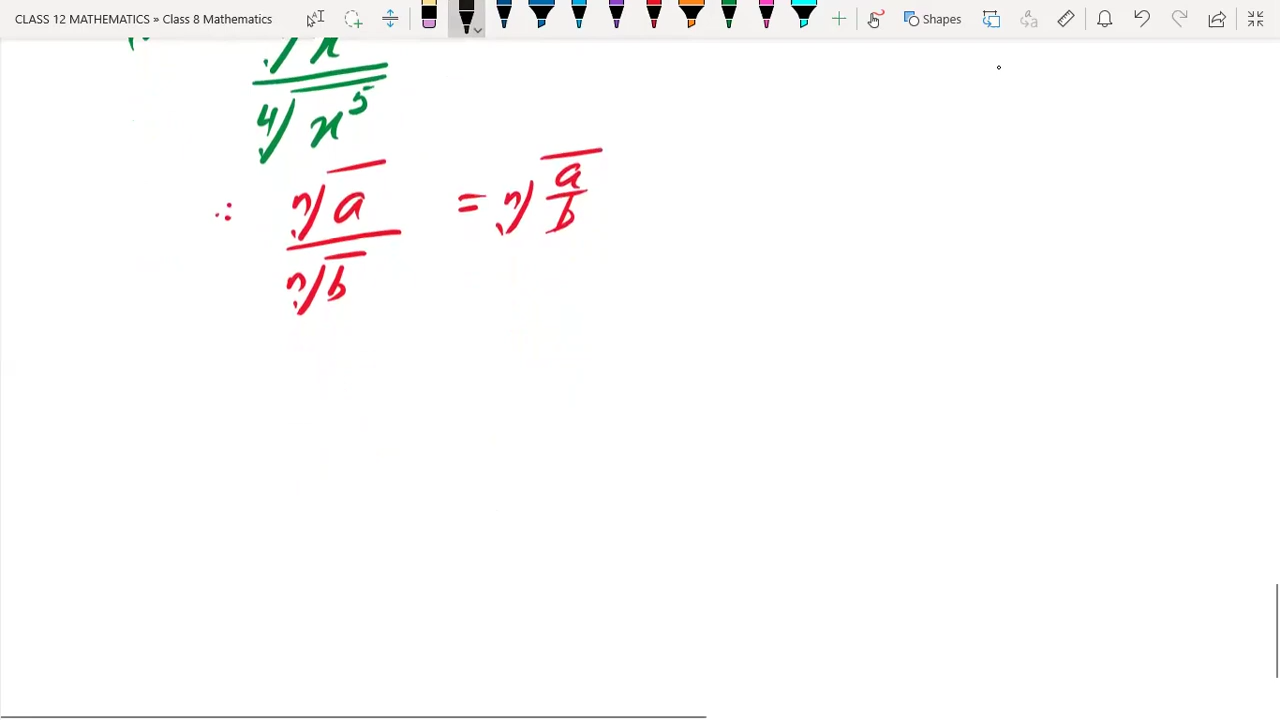 CLASS 12 MATHEMATICS » Class 8 Mathematics
Shapes
⁴√x⁵
∴ ⁿ√a / ⁿ√b = ⁿ√(a/b)